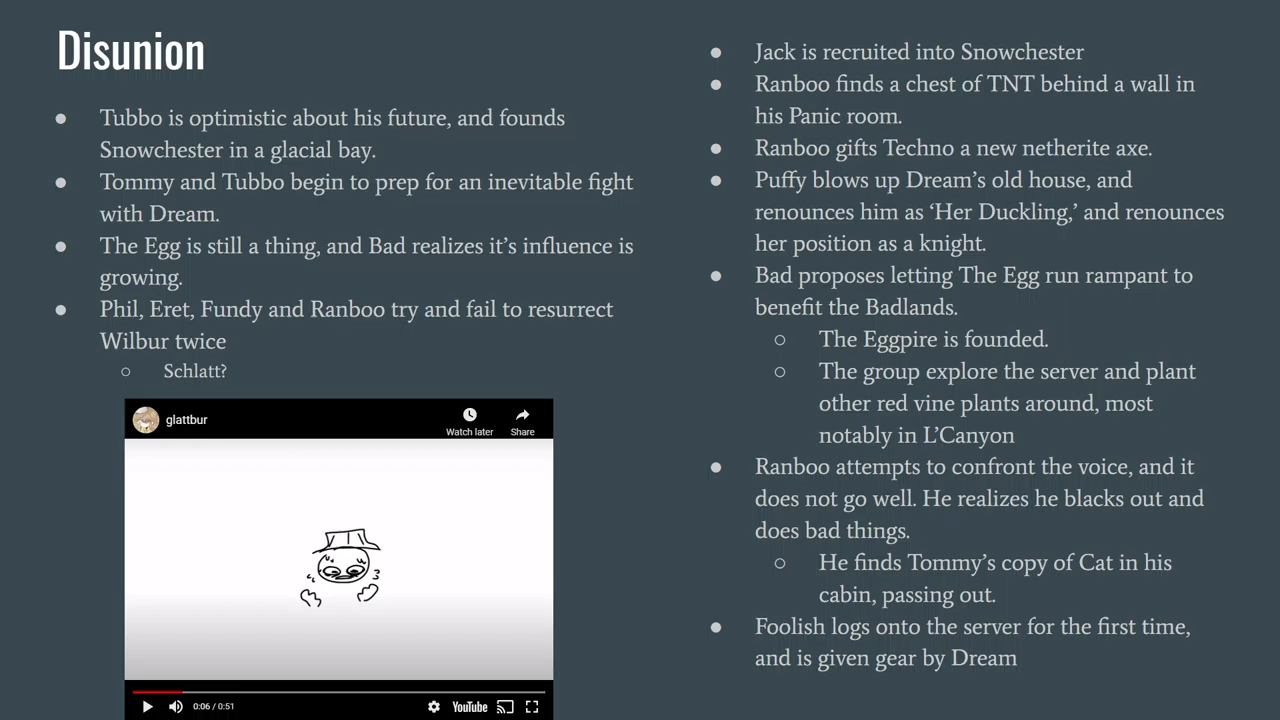 Disunion
● Tubbo is optimistic about his future, and founds
Snowchester in a glacial bay.
● Tommy and Tubbo begin to prep for an inevitable fight
with Dream.
● The Egg is still a thing, and Bad realizes it’s influence is
growing.
● Phil, Eret, Fundy and Ranboo try and fail to resurrect
Wilbur twice
○ Schlatt?
glattbur
Watch later
Share
0:06 / 0:51
YouTube
● Jack is recruited into Snowchester
● Ranboo finds a chest of TNT behind a wall in
his Panic room.
● Ranboo gifts Techno a new netherite axe.
● Puffy blows up Dream’s old house, and
renounces him as ‘Her Duckling,’ and renounces
her position as a knight.
● Bad proposes letting The Egg run rampant to
benefit the Badlands.
○ The Eggpire is founded.
○ The group explore the server and plant
other red vine plants around, most
notably in L’Canyon
● Ranboo attempts to confront the voice, and it
does not go well. He realizes he blacks out and
does bad things.
○ He finds Tommy’s copy of Cat in his
cabin, passing out.
● Foolish logs onto the server for the first time,
and is given gear by Dream